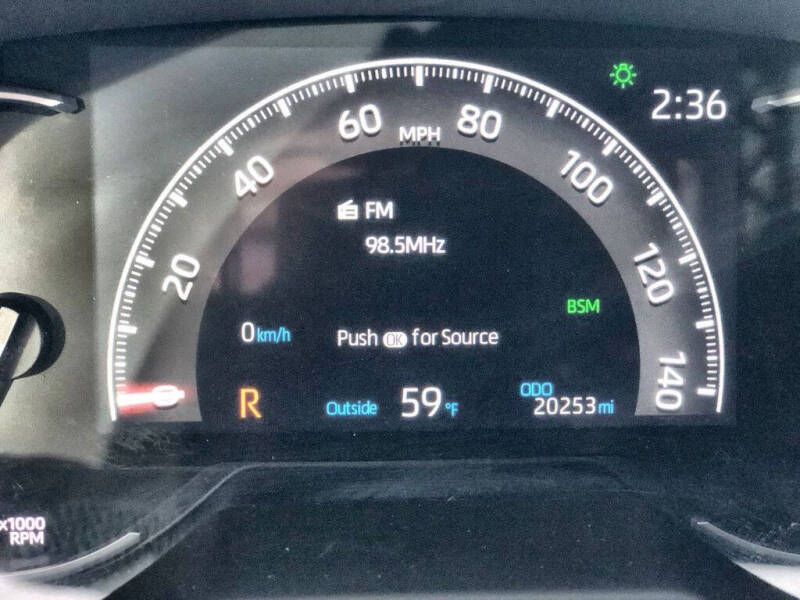 2:36
60
MPH
80
40
100
FM
98.5MHz
20
120
BSM
0km/h
Push OK for Source
140
0
R
Outside 59°F
ODO
20253mi
x1000
RPM